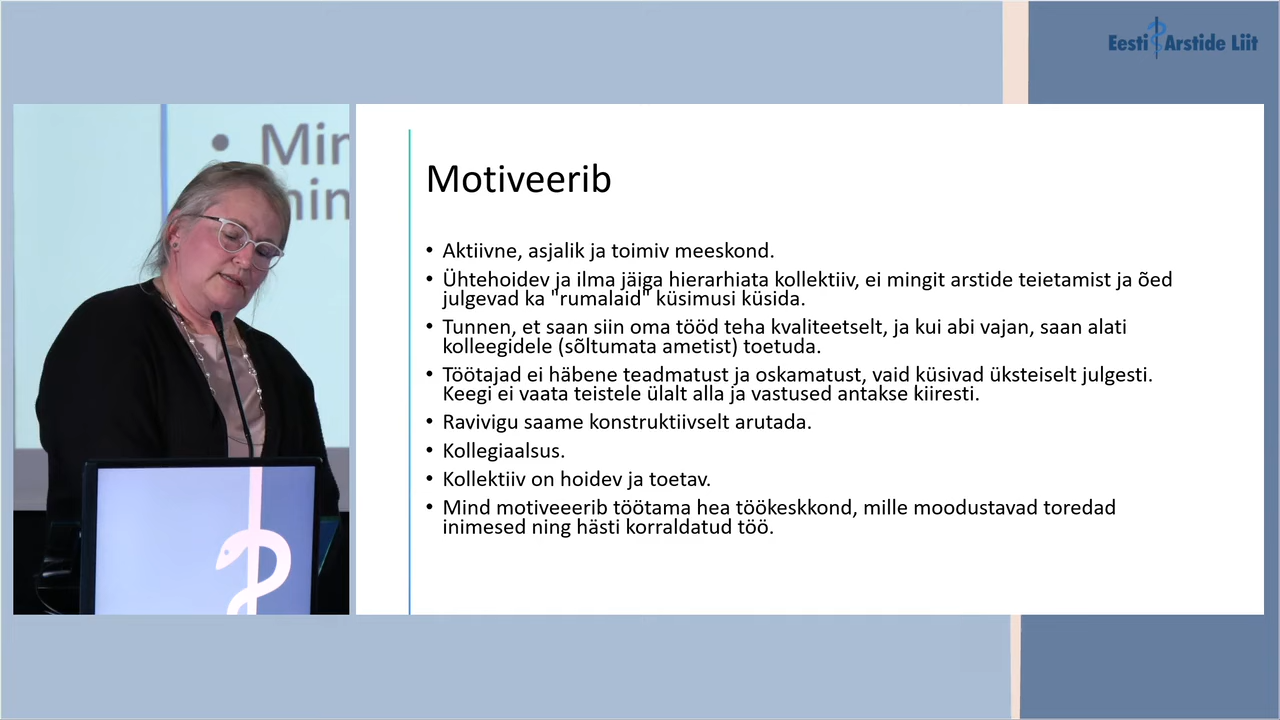 Eesti Arstide Liit
• Min
min
Motiveerib
• Aktiivne, asjalik ja toimiv meeskond.
• Ühtehoidev ja ilma jäiga hierarhiata kollektiiv, ei mingit arstide teietamist ja õed
julgevad ka "rumalaid" küsimusi küsida.
• Tunnen, et saan siin oma tööd teha kvaliteetselt, ja kui abi vajan, saan alati
kolleegidele (sõltumata ametist) toetuda.
• Töötajad ei häbene teadmatust ja oskamatust, vaid küsivad üksteiselt julgesti.
Keegi ei vaata teistele ülalt alla ja vastused antakse kiiresti.
• Ravivigu saame konstruktiivselt arutada.
• Kollegiaalsus.
• Kollektiiv on hoidev ja toetav.
• Mind motiveeerib töötama hea töökeskkond, mille moodustavad toredad
inimesed ning hästi korraldatud töö.